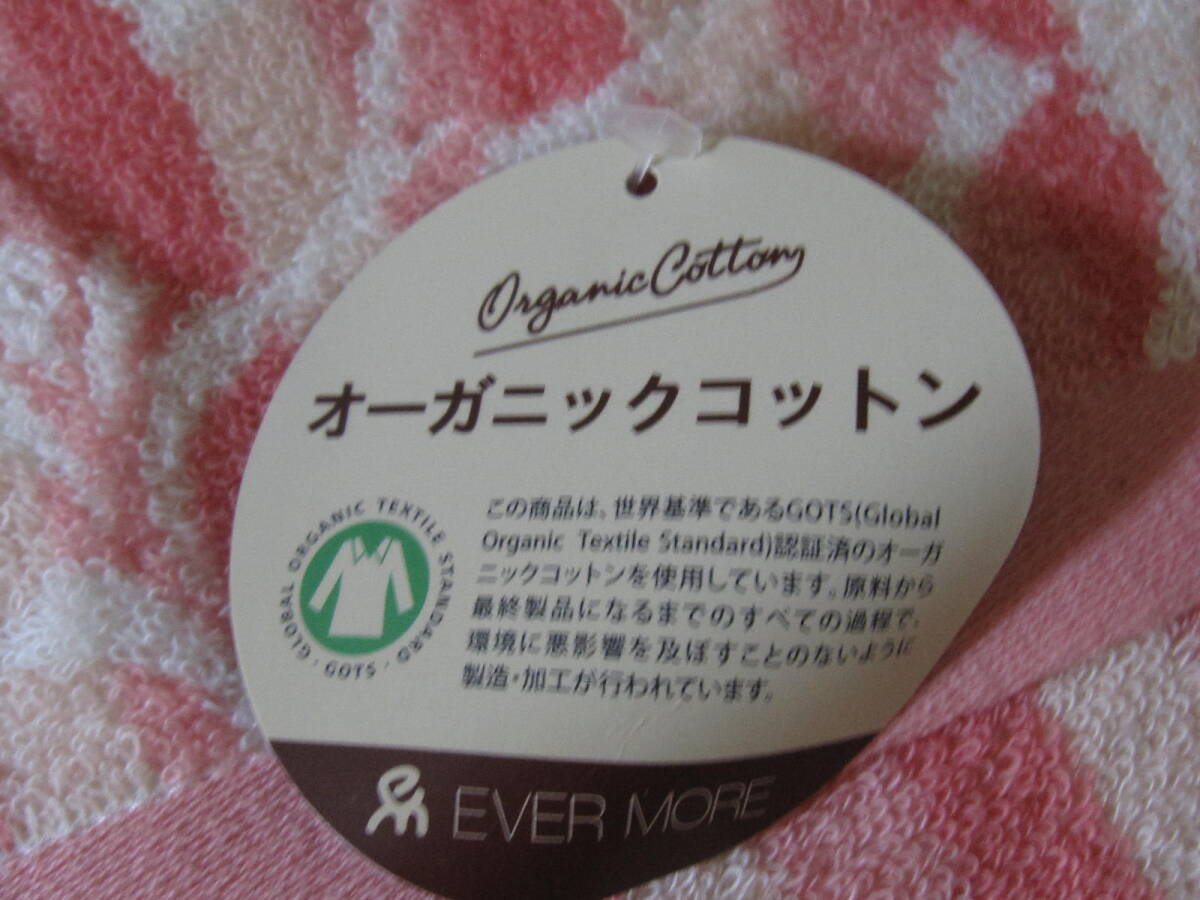 Organic Cotton
オーガニックコットン
GLOBAL ORGANIC TEXTILE STANDARD · GOTS ·
この商品は、世界基準であるGOTS(Global
Organic Textile Standard)認証済のオーガ
ニックコットンを使用しています。原料から
最終製品になるまでのすべての過程で、
環境に悪影響を及ぼすことのないように
製造・加工が行われています。
EVER MORE